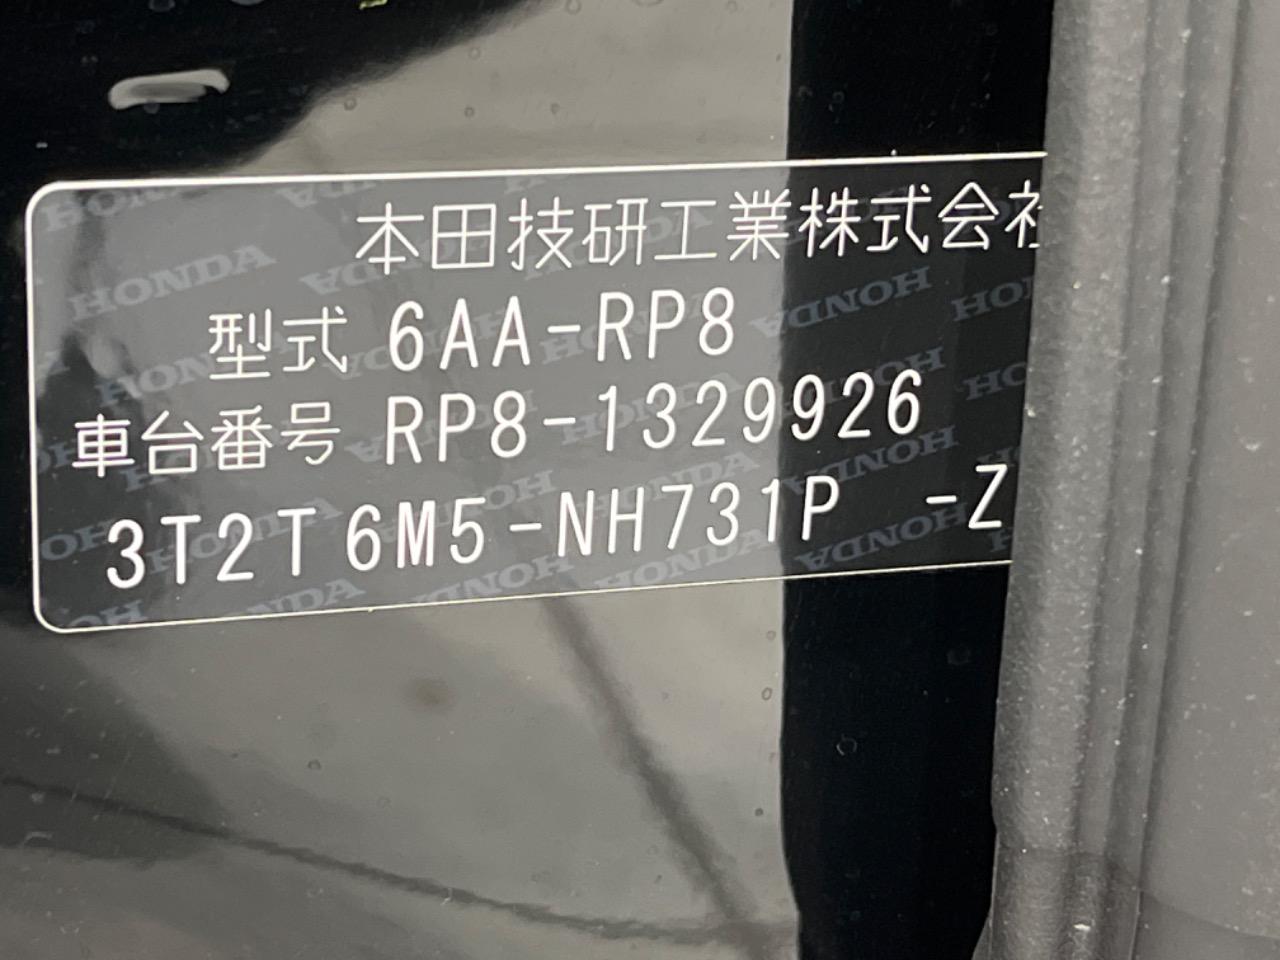 本田技研工業株式会社
型式 6AA-RP8
車台番号 RP8-1329926
3T2T 6M5-NH731P -Z